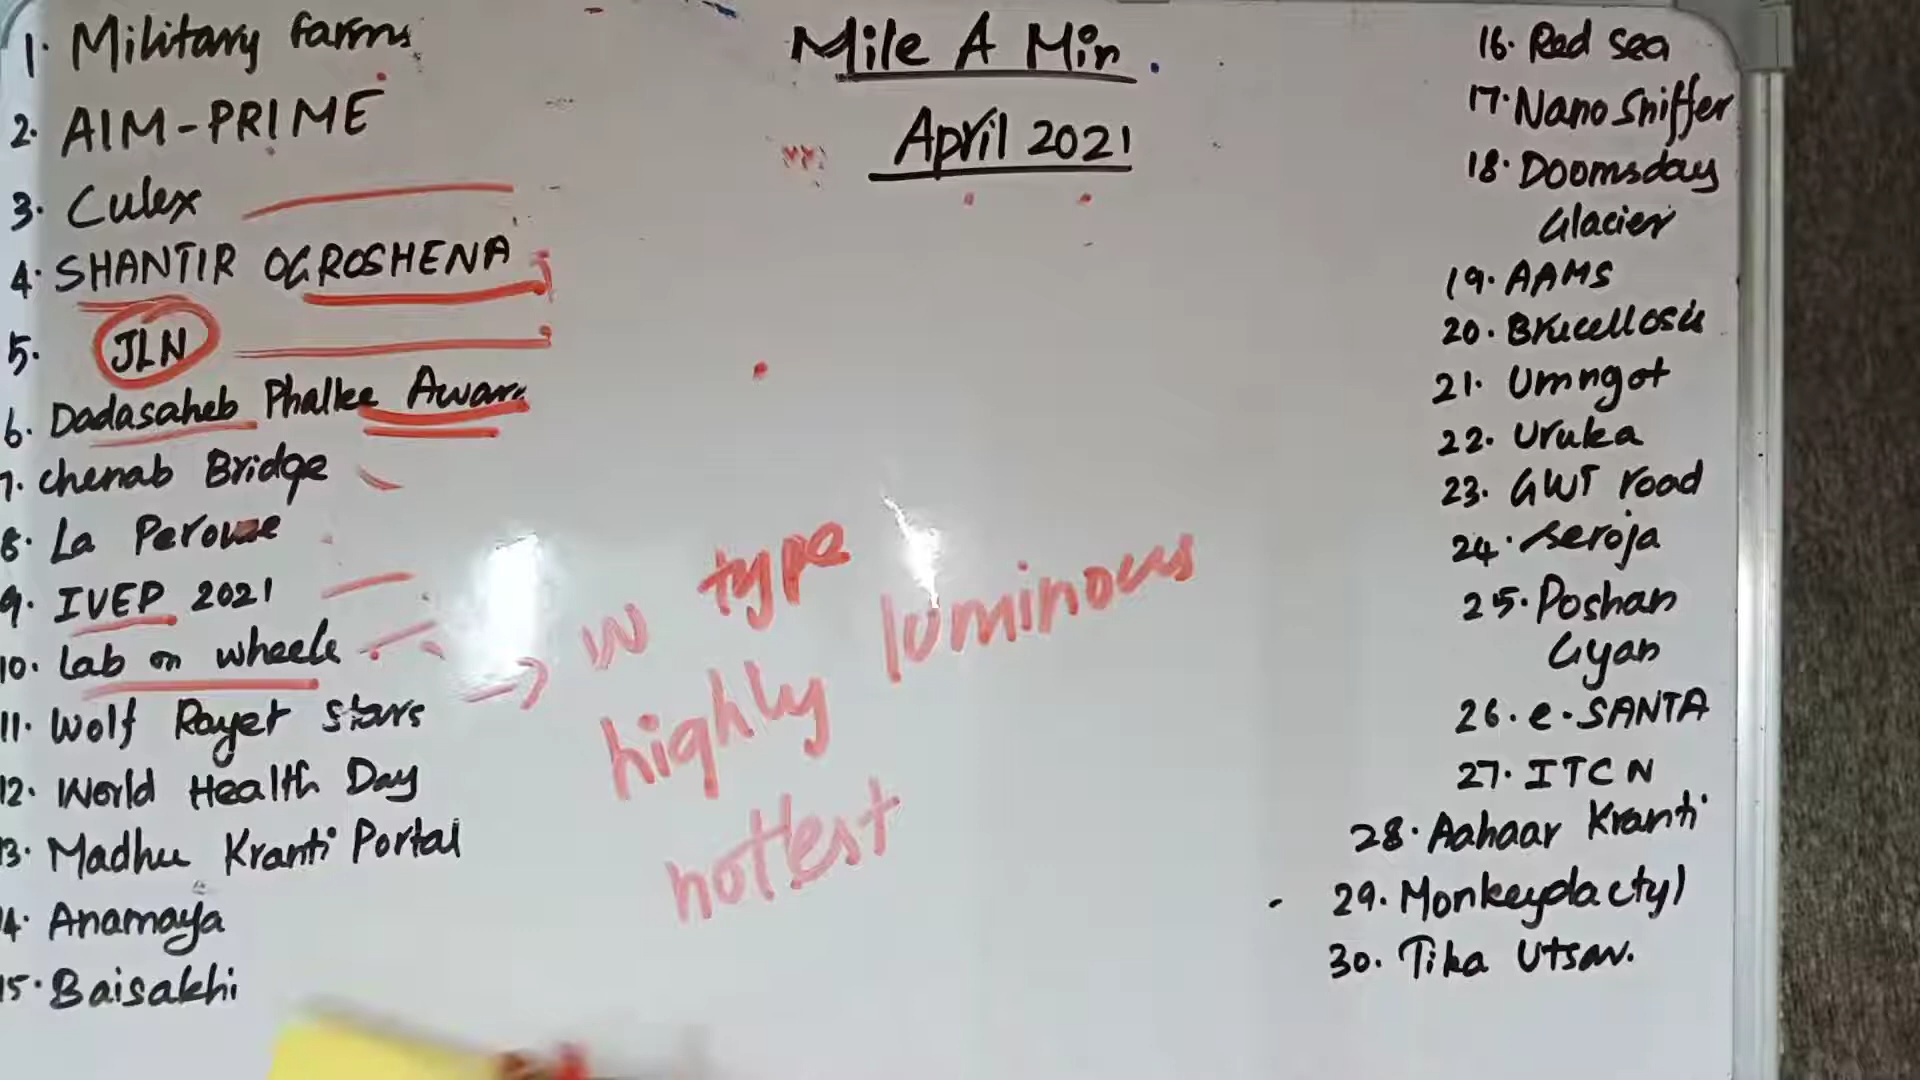 Mile A Min.
April 2021
1. Military farms
2. AIM-PRIME
3. Culex
4. SHANTIR OGROSHENA
5. JLN
6. Dadasaheb Phalke Award
7. Chenab Bridge
8. La Perouse
9. IVEP 2021
10. Lab on wheels
11. Wolf Rayet Stars
12. World Health Day
13. Madhu Kranti Portal
14. Anamaya
15. Baisakhi
W type
highly luminous
hottest
16. Red sea
17. Nano Sniffer
18. Doomsday
Glacier
19. AAMS
20. Brucellosis
21. Umngot
22. Uruka
23. GWT road
24. Seroja
25. Poshan
Gyan
26. e-SANTA
27. ITCN
28. Aahaar Kranti
29. Monkeydactyl
30. Tika Utsav.